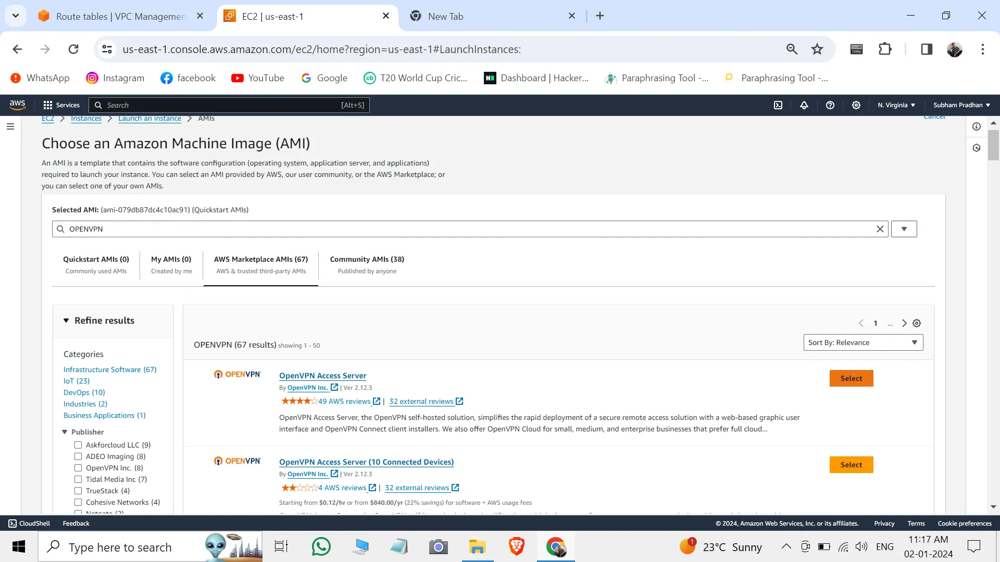 Route tables | VPC Managemen
EC2 | us-east-1
New Tab
us-east-1.console.aws.amazon.com/ec2/home?region=us-east-1#LaunchInstances:
WhatsApp
Instagram
facebook
YouTube
Google
T20 World Cup Cric...
Dashboard | Hacker...
Paraphrasing Tool -...
Paraphrasing Tool -...
aws
Services
Search
[Alt+S]
N. Virginia
Subham Pradhan
EC2
Instances
Launch an instance
AMIs
Cancel
Choose an Amazon Machine Image (AMI)
An AMI is a template that contains the software configuration (operating system, application server, and applications)
required to launch your instance. You can select an AMI provided by AWS, our user community, or the AWS Marketplace; or
you can select one of your own AMIs.
Selected AMI: (ami-079db87dc4c10ac91) (Quickstart AMIs)
OPENVPN
Quickstart AMIs (0)
Commonly used AMIs
My AMIs (0)
Created by me
AWS Marketplace AMIs (67)
AWS & trusted third-party AMIs
Community AMIs (38)
Published by anyone
Refine results
Categories
Infrastructure Software (67)
IoT (23)
DevOps (10)
Industries (2)
Business Applications (1)
Publisher
Askforcloud LLC (9)
ADEO Imaging (8)
OpenVPN Inc. (8)
Tidal Media Inc (7)
TrueStack (4)
Cohesive Networks (4)
1 ...
OPENVPN (67 results) showing 1 - 50
Sort By: Relevance
OPENVPN
OpenVPN Access Server
By OpenVPN Inc. | Ver 2.12.3
49 AWS reviews | 32 external reviews
OpenVPN Access Server, the OpenVPN self-hosted solution, simplifies the rapid deployment of a secure remote access solution with a web-based graphic user
interface and OpenVPN Connect client installers. We also offer OpenVPN Cloud for small, medium, and enterprise businesses that prefer full cloud...
Select
OPENVPN
OpenVPN Access Server (10 Connected Devices)
By OpenVPN Inc. | Ver 2.12.3
4 AWS reviews | 32 external reviews
Starting from $0.12/hr or from $840.00/yr (22% savings) for software + AWS usage fees
Select
CloudShell
Feedback
© 2024, Amazon Web Services, Inc. or its affiliates.
Privacy
Terms
Cookie preferences
Type here to search
1
23°C Sunny
ENG
11:17 AM
02-01-2024